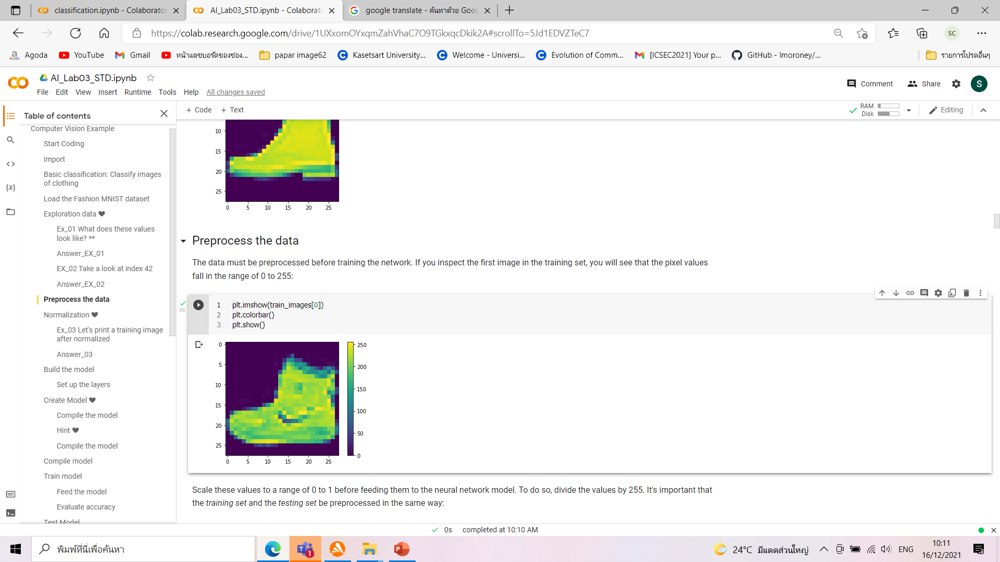 classification.ipynb - Colaborator
AI_Lab03_STD.ipynb - Colaborato
google translate - ค้นหาด้วย Goog
https://colab.research.google.com/drive/1UXxomOYxqmZahVhaC7O9TGkxqcDkik2A#scrollTo=5Jd1EDVZTeC7
SC
Agoda
YouTube
Gmail
หน้าแดชบอร์ดของช่อง...
papar image62
Kasetsart University...
Welcome - Universi...
Evolution of Comm...
[ICSEC2021] Your p...
GitHub - lmoroney/...
รายการโปรดอื่นๆ
AI_Lab03_STD.ipynb
Comment
Share
S
File Edit View Insert Runtime Tools Help All changes saved
Table of contents
+ Code + Text
RAM
Disk
Editing
Computer Vision Example
Start Coding
import
Basic classification: Classify images
of clothing
Load the Fashion MNIST dataset
Exploration data
Ex_01 What does these values
look like? **
Answer_EX_01
EX_02 Take a look at index 42
Answer_EX_02
Preprocess the data
Normalization
Ex_03 Let's print a training image
after normalized
Answer_03
Build the model
Set up the layers
Create Model
Compile the model
Hint
Compile the model
Compile model
Train model
Feed the model
Evaluate accuracy
Test Model
{x}
10
15
20
25
0 5 10 15 20 25
Preprocess the data
The data must be preprocessed before training the network. If you inspect the first image in the training set, you will see that the pixel values
fall in the range of 0 to 255:
0s
1 plt.imshow(train_images[0])
2 plt.colorbar()
3 plt.show()
0
5
10
15
20
25
0 5 10 15 20 25
250
200
150
100
50
0
Scale these values to a range of 0 to 1 before feeding them to the neural network model. To do so, divide the values by 255. It's important that
the training set and the testing set be preprocessed in the same way:
0s completed at 10:10 AM
พิมพ์ที่นี่เพื่อค้นหา
1
24°C มีแดดส่วนใหญ่
ENG
10:11
16/12/2021